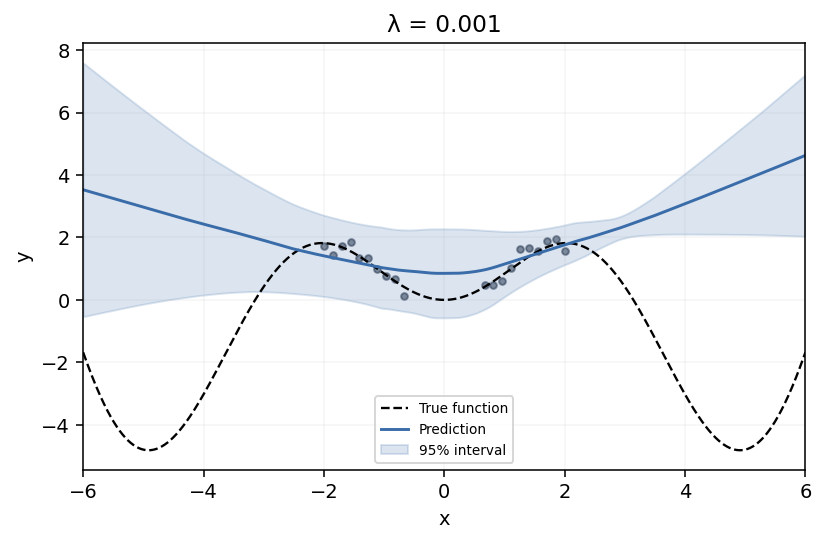 λ = 0.001
8
6
4
2
0
−2
−4
y
−6 −4 −2 0 2 4 6
x
True function
Prediction
95% interval